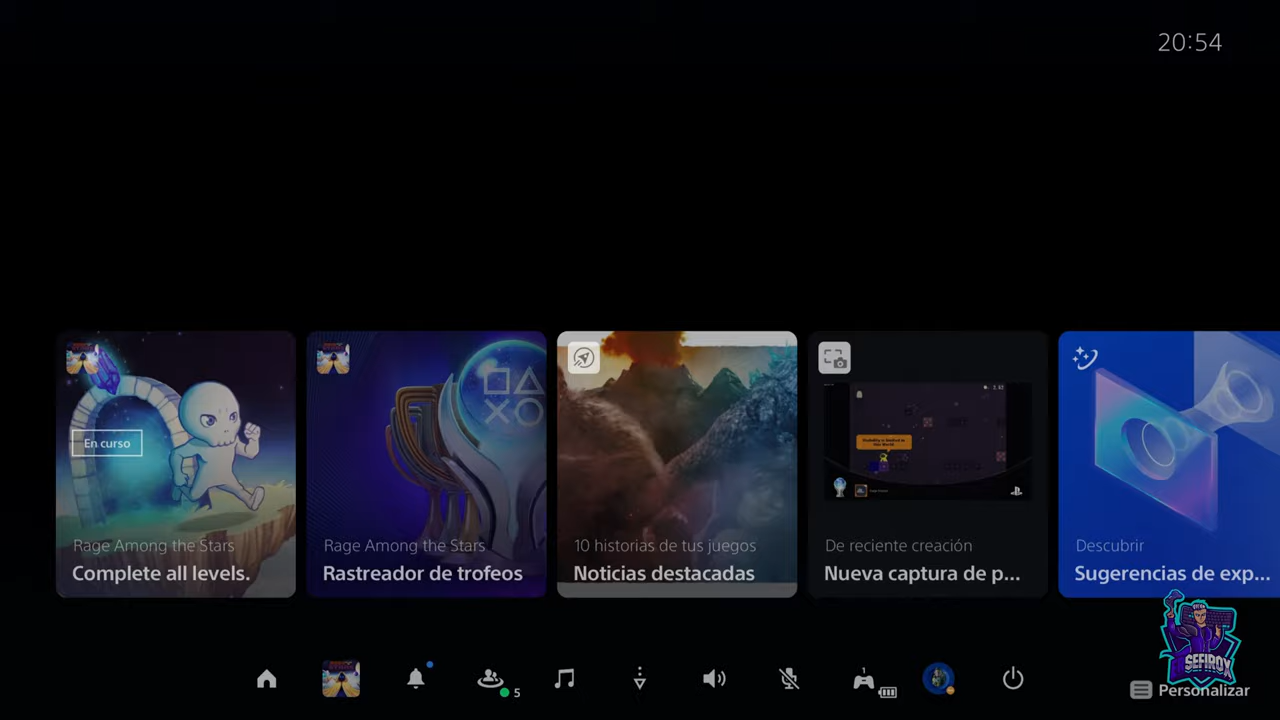 20:54
En curso
Rage Among the Stars
Complete all levels.
Rage Among the Stars
Rastreador de trofeos
10 historias de tus juegos
Noticias destacadas
De reciente creación
Nueva captura de p...
Descubrir
Sugerencias de exp...
5
1
SEFIROX
Personalizar